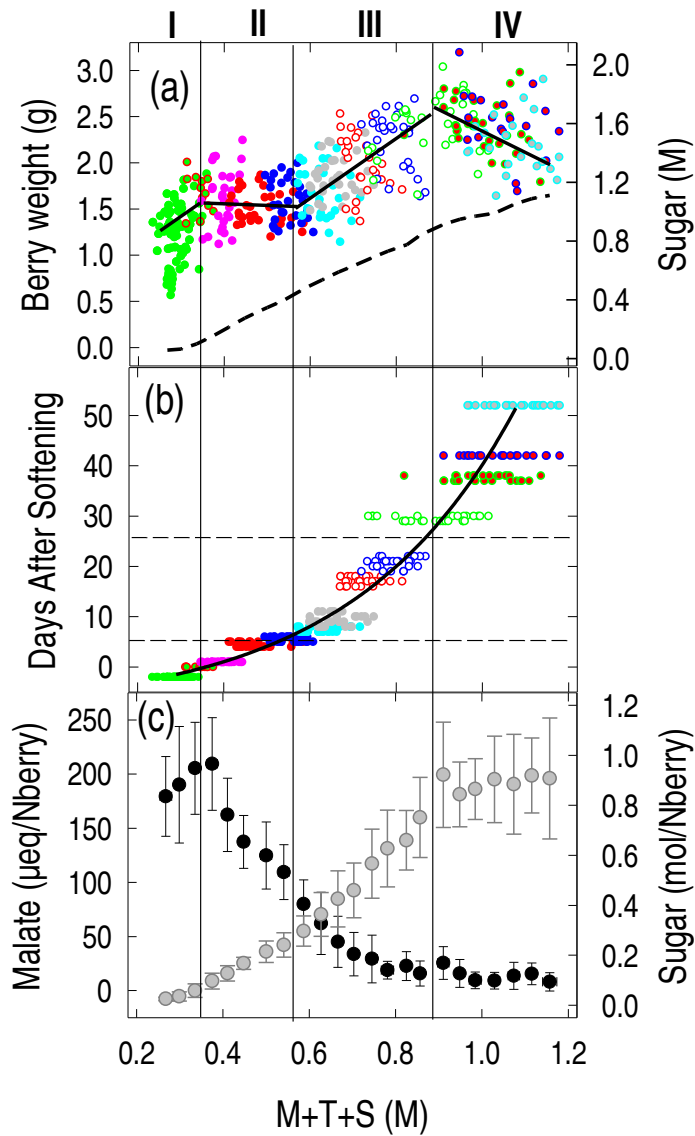 I II III IV
(a)
Berry weight (g)
3.0
2.5
2.0
1.5
1.0
0.5
0.0
2.0
1.6
1.2
0.8
0.4
0.0
Sugar (M)
(b)
Days After Softening
50
40
30
20
10
0
(c)
Malate (µeq/Nberry)
250
200
150
100
50
0
1.2
1.0
0.8
0.6
0.4
0.2
0.0
Sugar (mol/Nberry)
0.2 0.4 0.6 0.8 1.0 1.2
M+T+S (M)